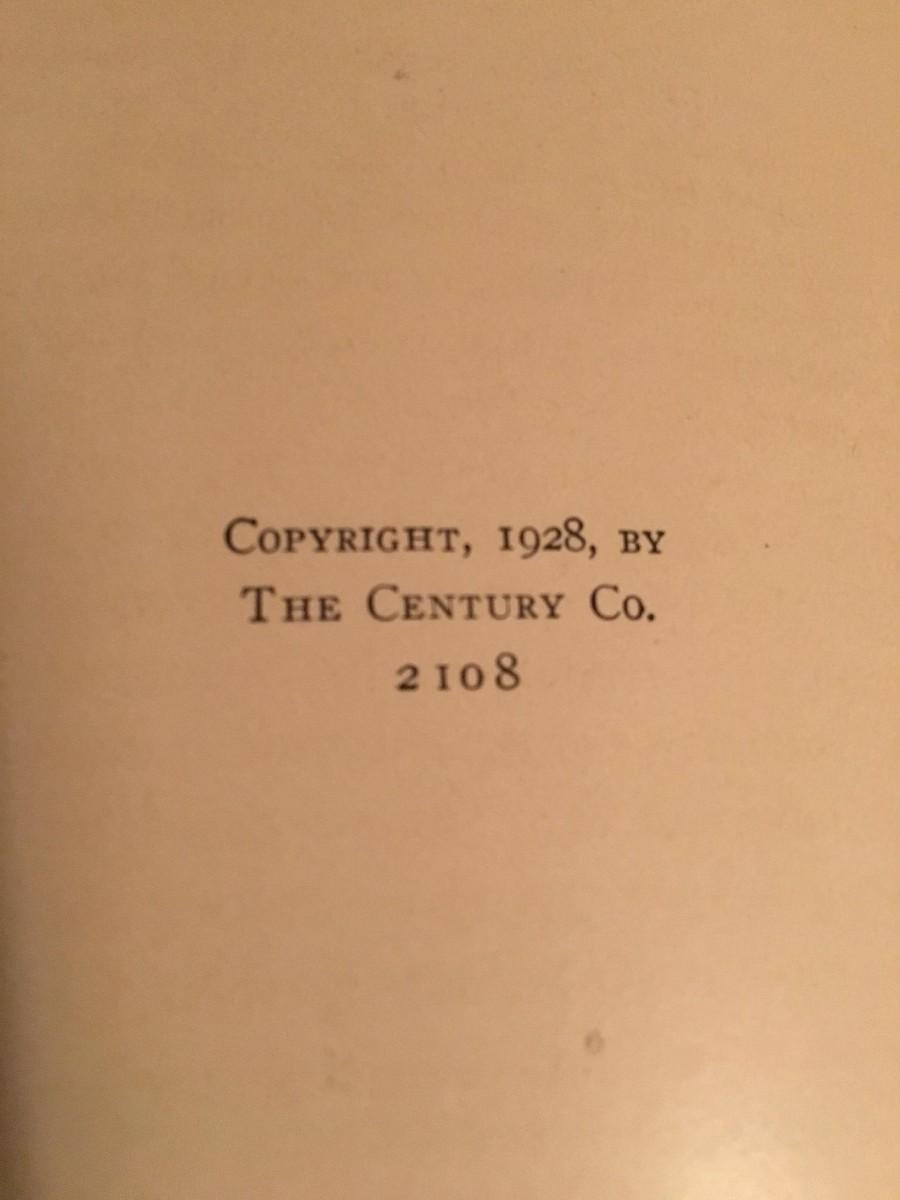 Copyright, 1928, by
The Century Co.
2108